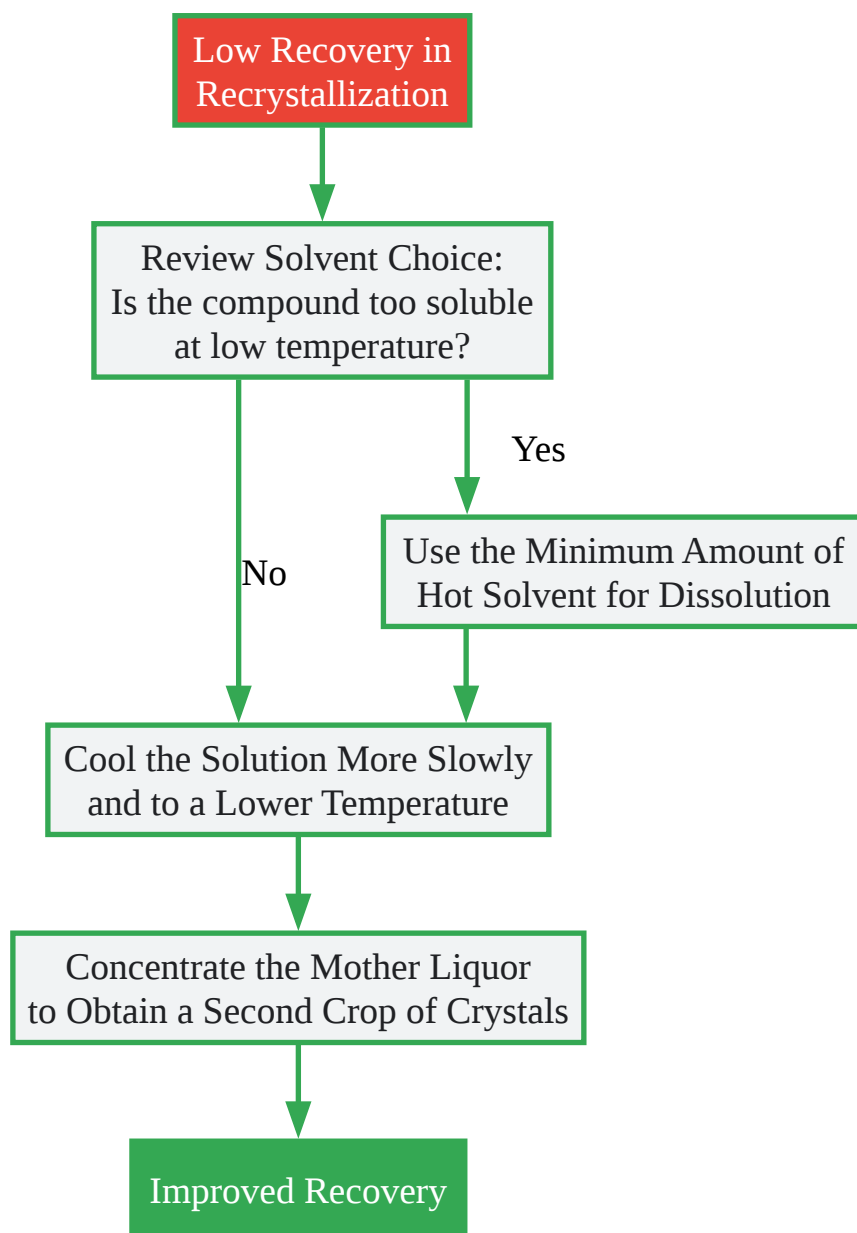 Low Recovery in
Recrystallization
Review Solvent Choice:
Is the compound too soluble
at low temperature?
Yes
Use the Minimum Amount of
Hot Solvent for Dissolution
No
Cool the Solution More Slowly
and to a Lower Temperature
Concentrate the Mother Liquor
to Obtain a Second Crop of Crystals
Improved Recovery